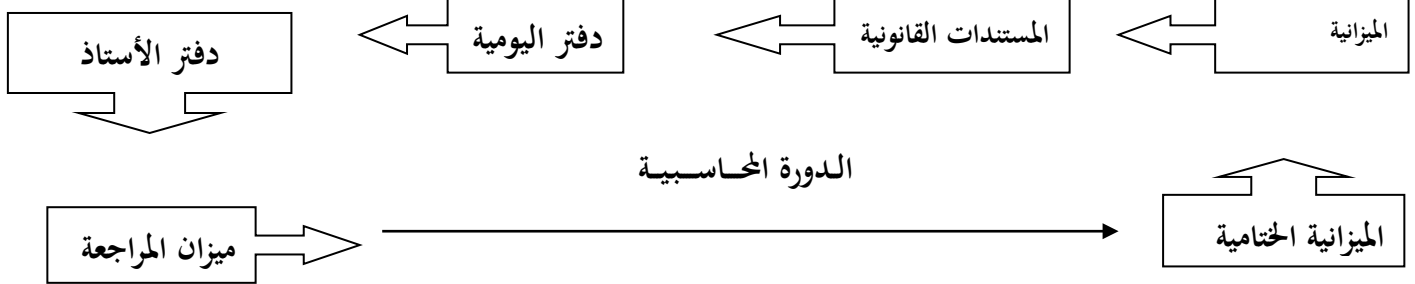 الميزانية
المستندات القانونية
دفتر اليومية
دفتر الأستاذ
الدورة المحاسبية
ميزان المراجعة
الميزانية الختامية